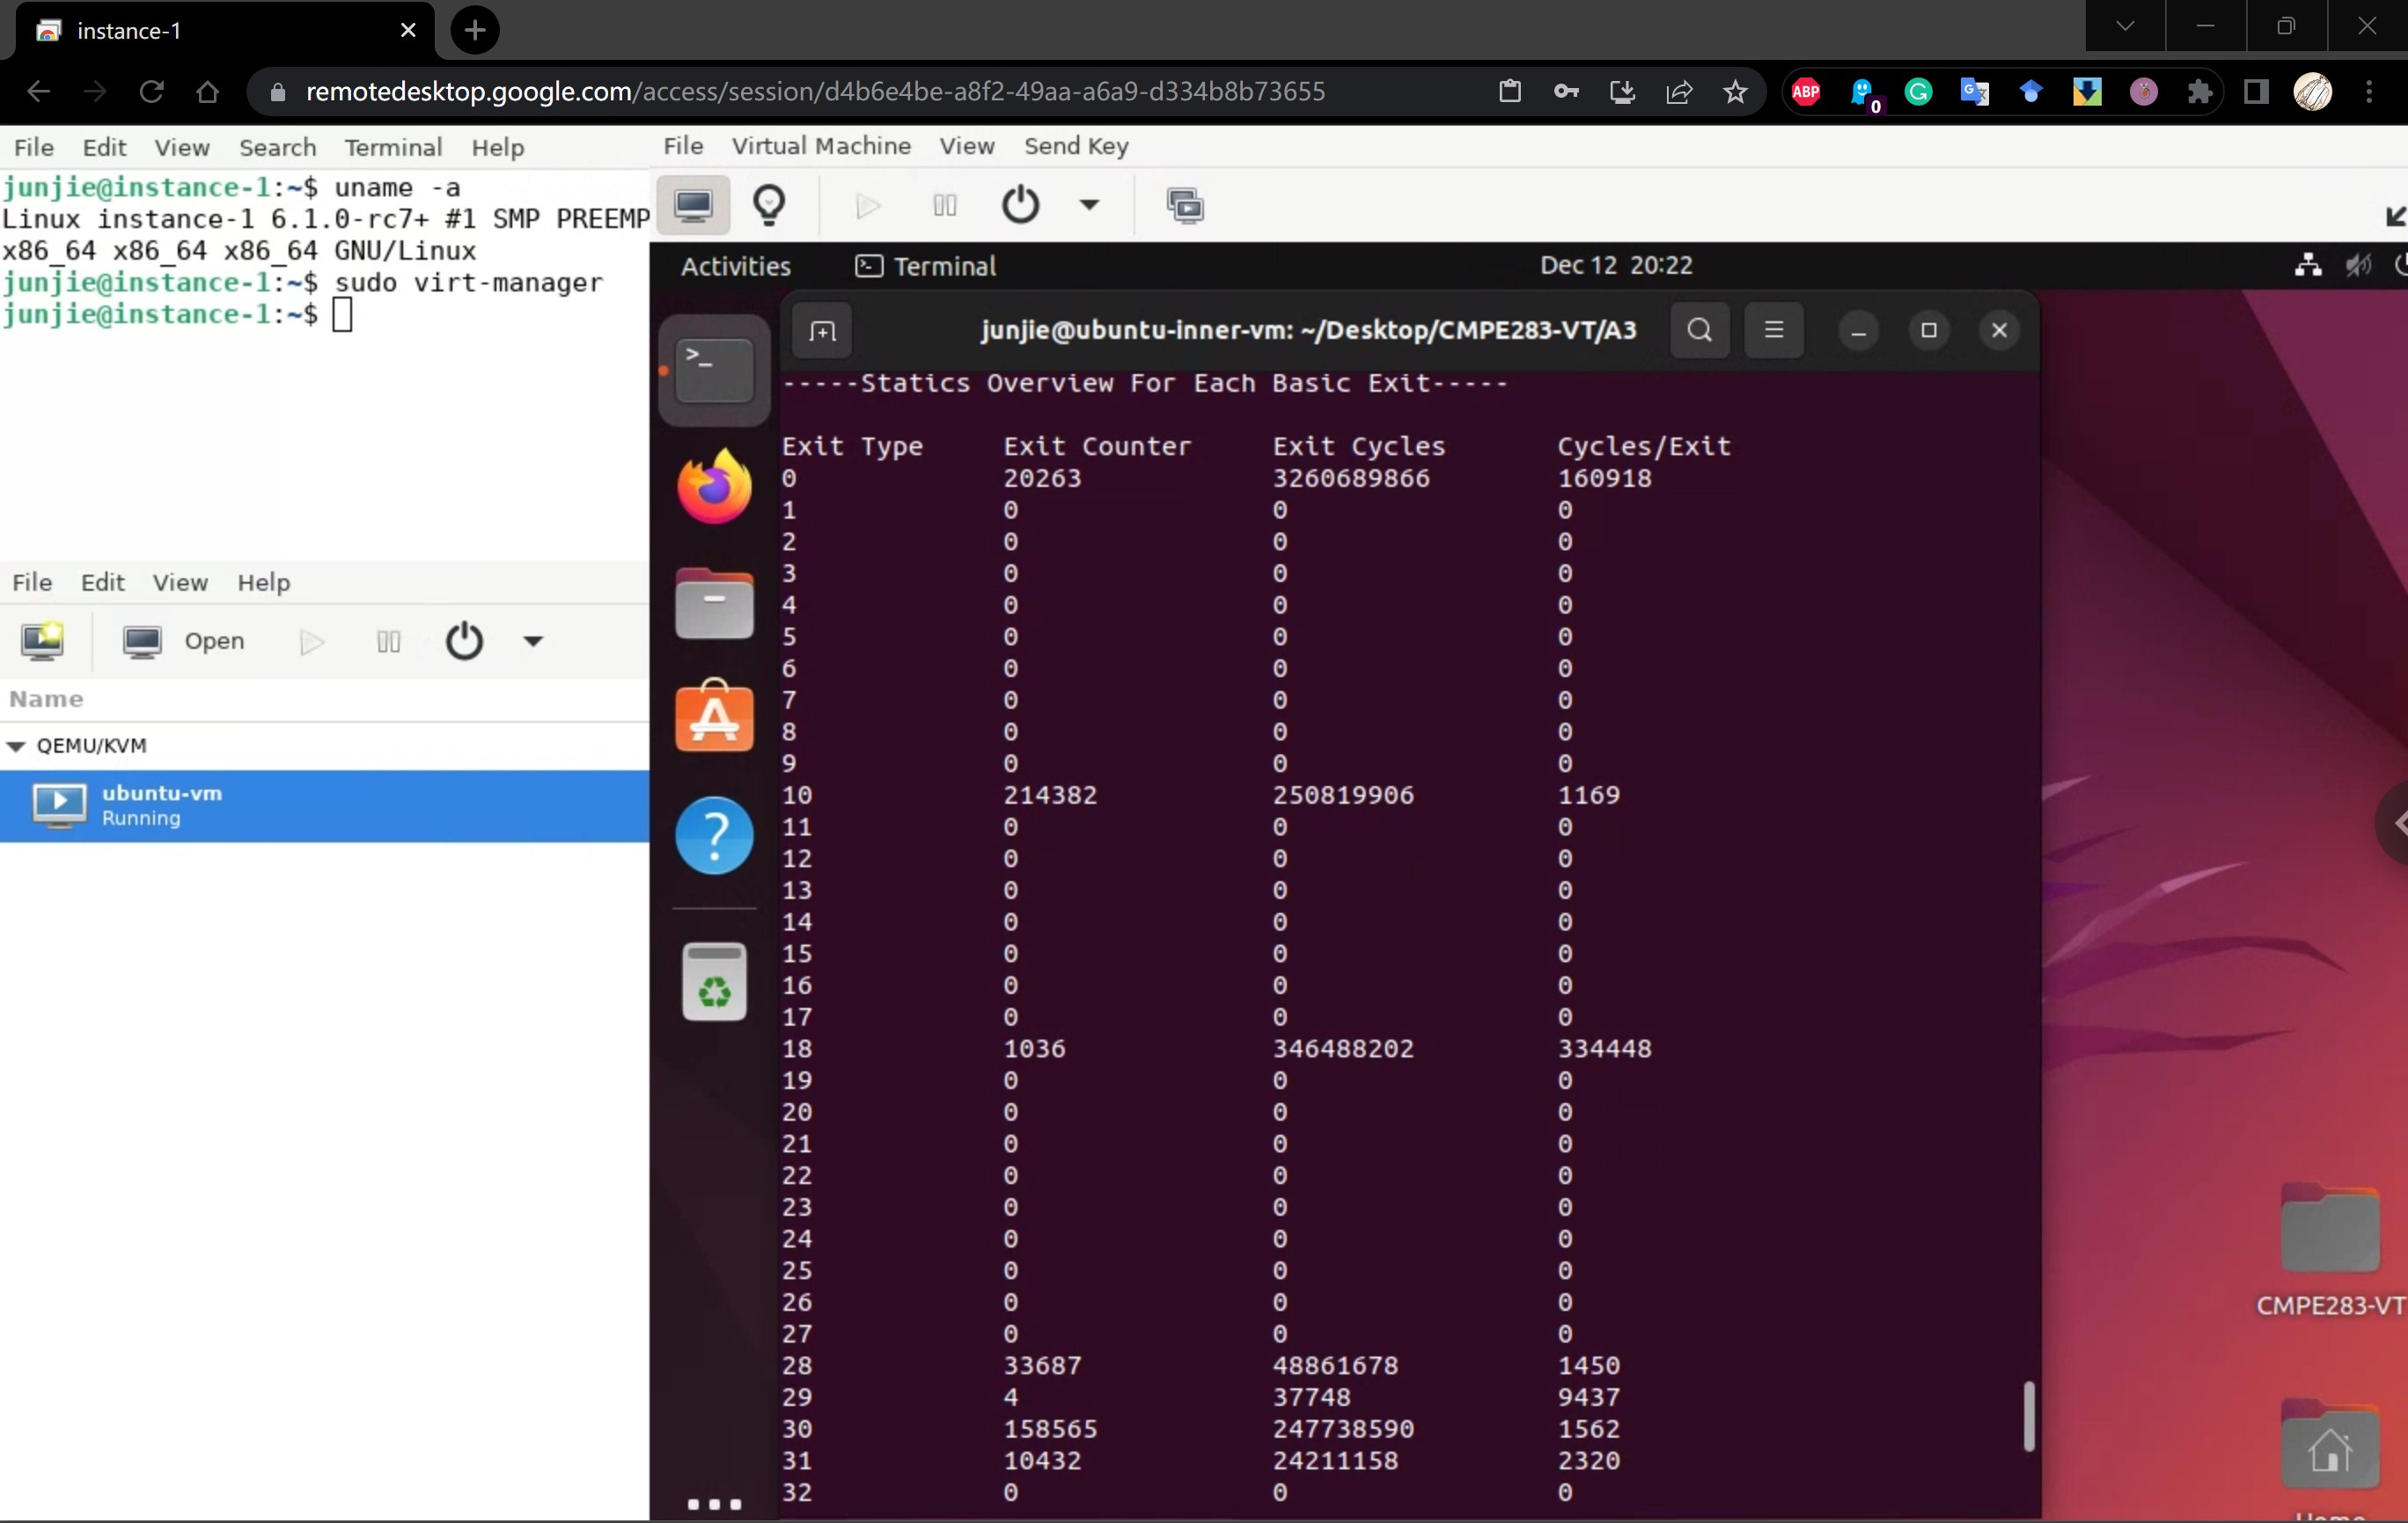 instance-1
remotedesktop.google.com/access/session/d4b6e4be-a8f2-49aa-a6a9-d334b8b73655
ABP
0
File Edit View Search Terminal Help
junjie@instance-1:~$ uname -a
Linux instance-1 6.1.0-rc7+ #1 SMP PREEMP
x86_64 x86_64 x86_64 GNU/Linux
junjie@instance-1:~$ sudo virt-manager
junjie@instance-1:~$
File Edit View Help
Open
Name
QEMU/KVM
ubuntu-vm
Running
File Virtual Machine View Send Key
Activities Terminal Dec 12 20:22
junjie@ubuntu-inner-vm: ~/Desktop/CMPE283-VT/A3
-----Statics Overview For Each Basic Exit-----
Exit Type Exit Counter Exit Cycles Cycles/Exit
0 20263 3260689866 160918
1 0 0 0
2 0 0 0
3 0 0 0
4 0 0 0
5 0 0 0
6 0 0 0
7 0 0 0
8 0 0 0
9 0 0 0
10 214382 250819906 1169
11 0 0 0
12 0 0 0
13 0 0 0
14 0 0 0
15 0 0 0
16 0 0 0
17 0 0 0
18 1036 346488202 334448
19 0 0 0
20 0 0 0
21 0 0 0
22 0 0 0
23 0 0 0
24 0 0 0
25 0 0 0
26 0 0 0
27 0 0 0
28 33687 48861678 1450
29 4 37748 9437
30 158565 247738590 1562
31 10432 24211158 2320
32 0 0 0
CMPE283-VT
Home